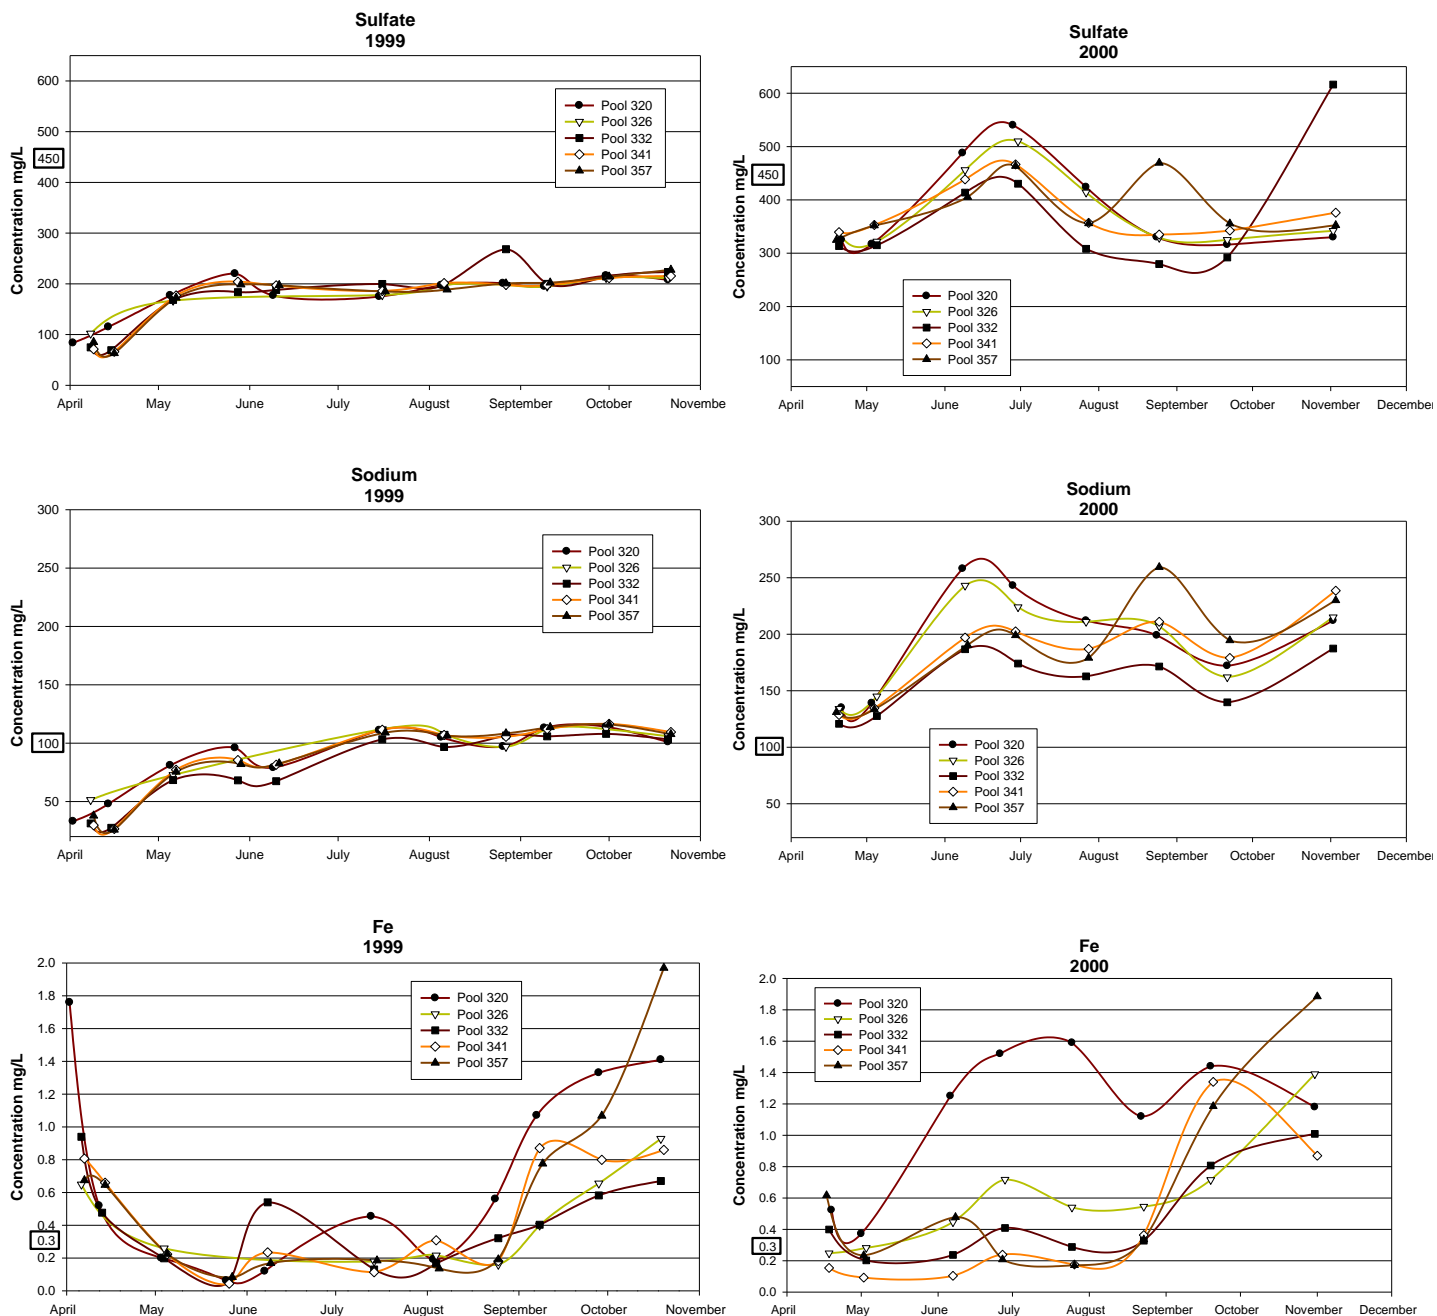 Sulfate
1999
Concentration mg/L
600
500
450
400
300
200
100
0
April May June July August September October Novembe
Pool 320
Pool 326
Pool 332
Pool 341
Pool 357
Sulfate
2000
Concentration mg/L
600
500
450
400
300
200
100
April May June July August September October November December
Pool 320
Pool 326
Pool 332
Pool 341
Pool 357
Sodium
1999
Concentration mg/L
300
250
200
150
100
50
April May June July August September October Novembe
Pool 320
Pool 326
Pool 332
Pool 341
Pool 357
Sodium
2000
Concentration mg/L
300
250
200
150
100
50
April May June July August September October November December
Pool 320
Pool 326
Pool 332
Pool 341
Pool 357
Fe
1999
Concentration mg/L
2.0
1.8
1.6
1.4
1.2
1.0
0.8
0.6
0.4
0.3
0.2
0.0
April May June July August September October November
Pool 320
Pool 326
Pool 332
Pool 341
Pool 357
Fe
2000
Concentration mg/L
2.0
1.8
1.6
1.4
1.2
1.0
0.8
0.6
0.4
0.3
0.2
0.0
April May June July August September October November December
Pool 320
Pool 326
Pool 332
Pool 341
Pool 357